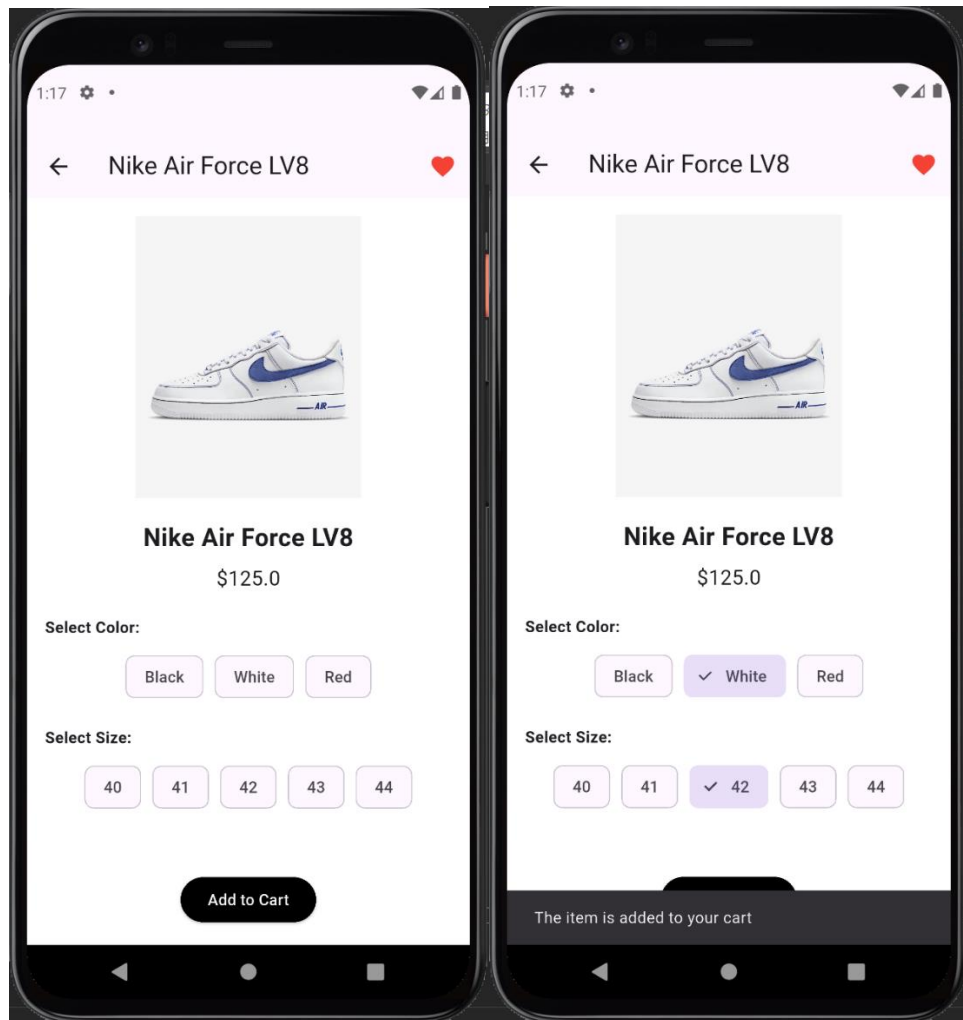 1:17
Nike Air Force LV8
AIR
Nike Air Force LV8
$125.0
Select Color:
Black White Red
Select Size:
40 41 42 43 44
Add to Cart
1:17
Nike Air Force LV8
AIR
Nike Air Force LV8
$125.0
Select Color:
Black White Red
Select Size:
40 41 42 43 44
The item is added to your cart